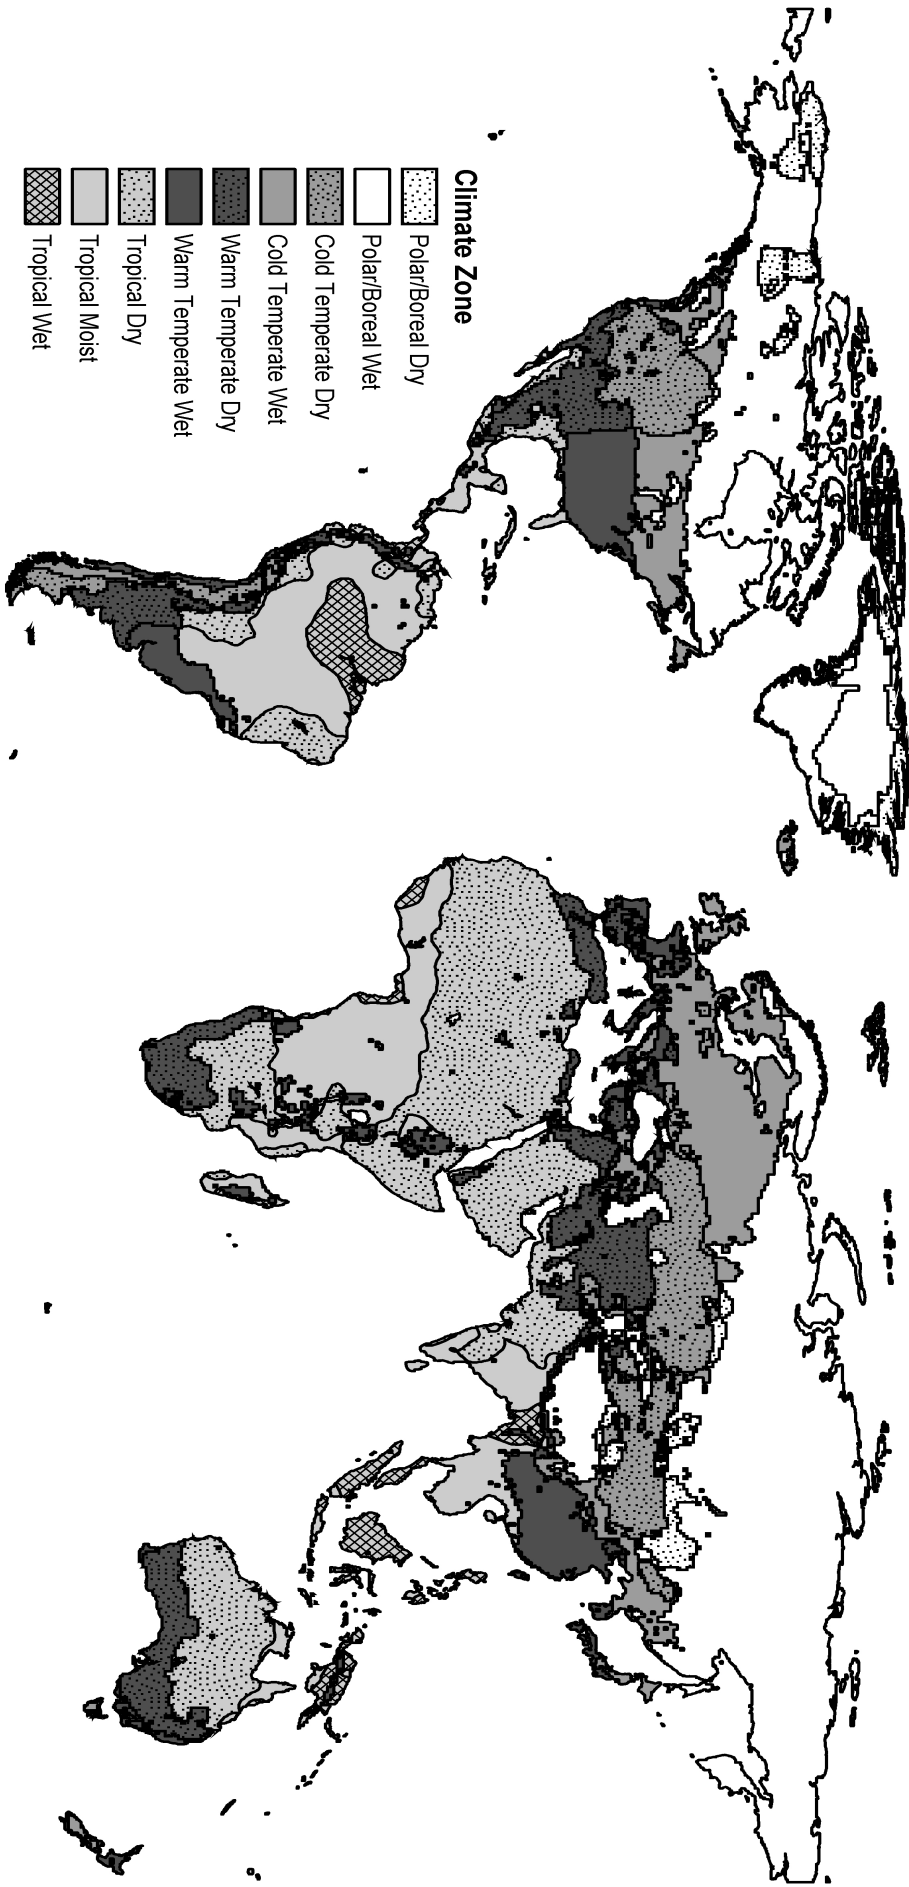 Climate Zone
Polar/Boreal Dry
Polar/Boreal Wet
Cold Temperate Dry
Cold Temperate Wet
Warm Temperate Dry
Warm Temperate Wet
Tropical Dry
Tropical Moist
Tropical Wet